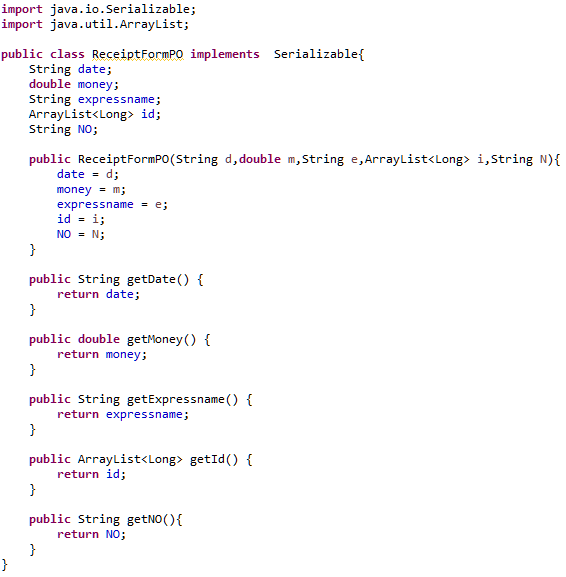 import java.io.Serializable;
import java.util.ArrayList;
public class ReceiptFormPO implements  Serializable{
String date;
double money;
String expressname;
ArrayList<Long> id;
String NO;
public ReceiptFormPO(String d,double m,String e,ArrayList<Long> i,String N){
date = d;
money = m;
expressname = e;
id = i;
NO = N;
}
public String getDate() {
return date;
}
public double getMoney() {
return money;
}
public String getExpressname() {
return expressname;
}
public ArrayList<Long> getId() {
return id;
}
public String getNO(){
return NO;
}
}